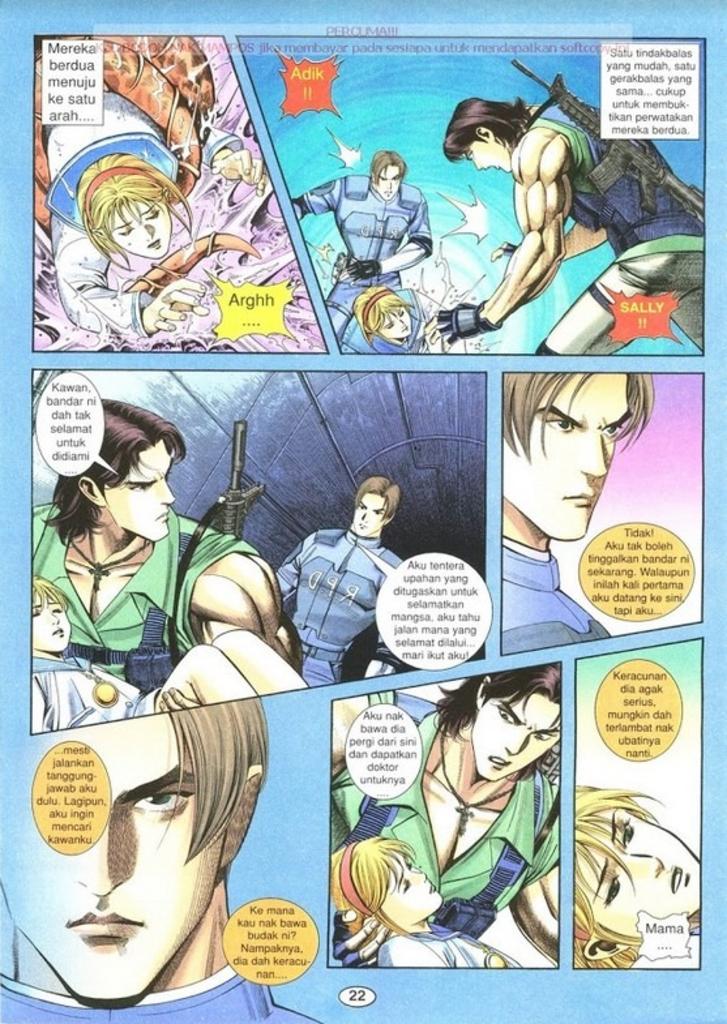 PERCUMA!!!
jika membayar pada sesiapa untuk mendapatkan softcopy ni
Mereka
berdua
menuju
ke satu
arah....
Arghh
....
Adik
!!
Satu tindakbalas
yang mudah, satu
gerakbalas yang
sama... cukup
untuk membuk-
tikan perwatakan
mereka berdua.
RPD
SALLY
!!
Kawan,
bandar ni
dah tak
selamat
untuk
didiami
....
RPD
Aku tentera
upahan yang
ditugaskan untuk
selamatkan
mangsa, aku tahu
jalan mana yang
selamat dilalui...
mari ikut aku!
Tidak!
Aku tak boleh
tinggalkan bandar ni
sekarang. Walaupun
inilah kali pertama
aku datang ke sini,
tapi aku...
...mesti
jalankan
tanggung-
jawab aku
dulu. Lagipun,
aku ingin
mencari
kawanku.
Ke mana
kau nak bawa
budak ni?
Nampaknya,
dia dah keracu-
nan....
Aku nak
bawa dia
pergi dari sini
dan dapatkan
doktor
untuknya
....
Keracunan
dia agak
serius,
mungkin dah
terlambat nak
ubatinya
nanti.
Mama
....
22